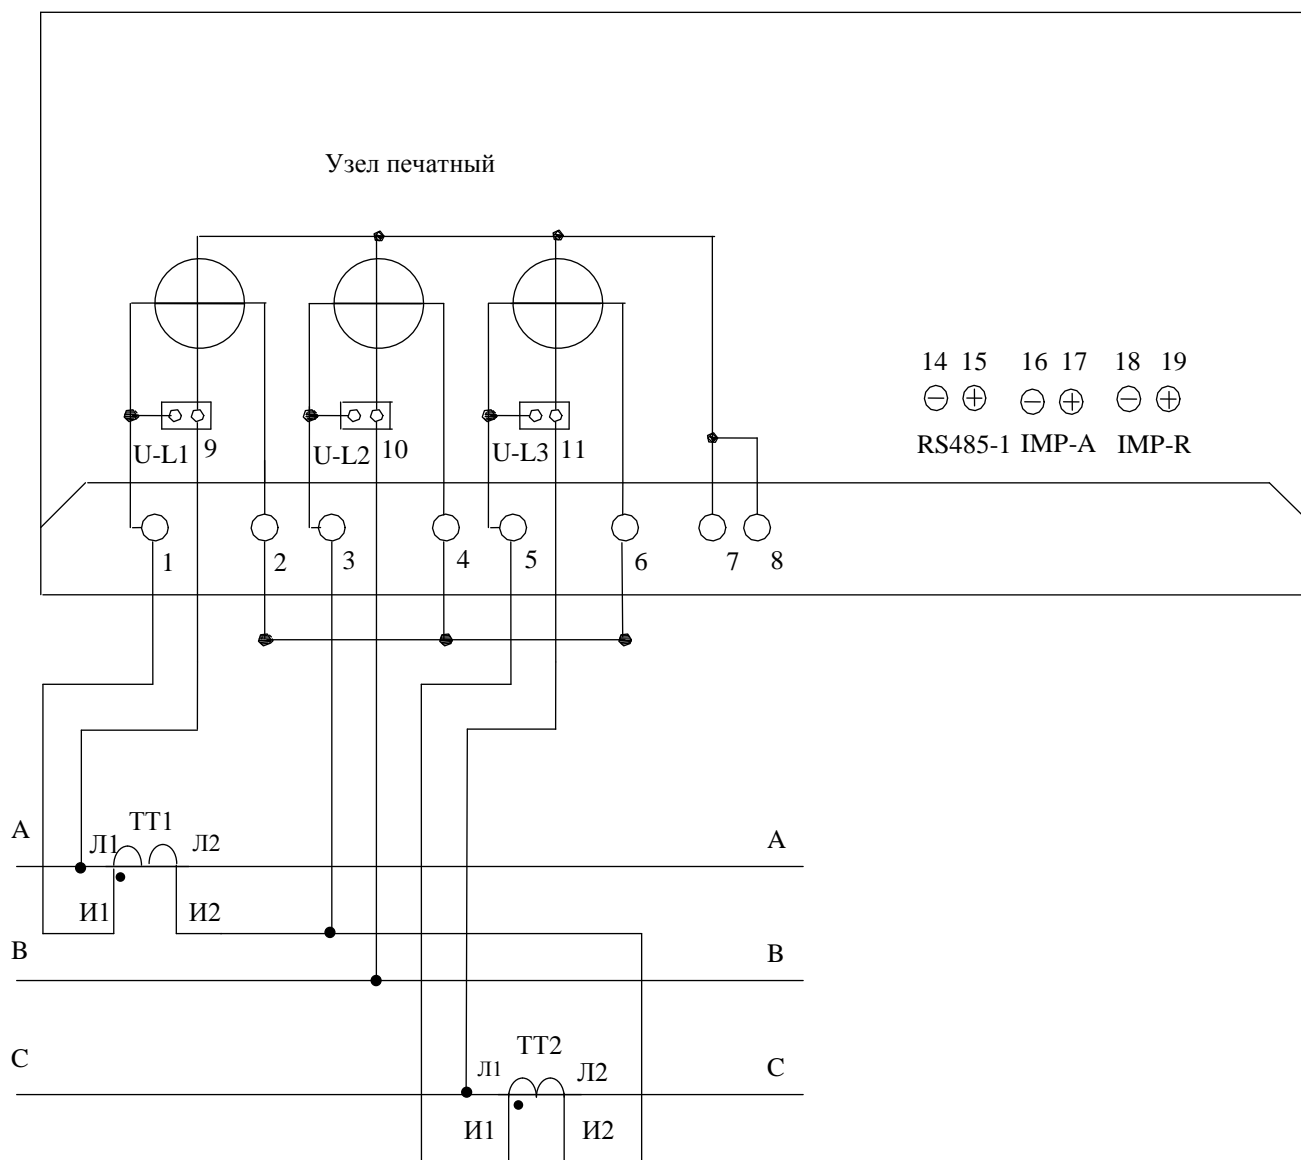 Узел печатный
14 15 16 17 18 19
RS485-1 IMP-A IMP-R
U-L1 9 U-L2 10 U-L3 11
1 2 3 4 5 6 7 8
ТТ1
А Л1 Л2 А
И1 И2
В В
ТТ2
С Л1 Л2 С
И1 И2